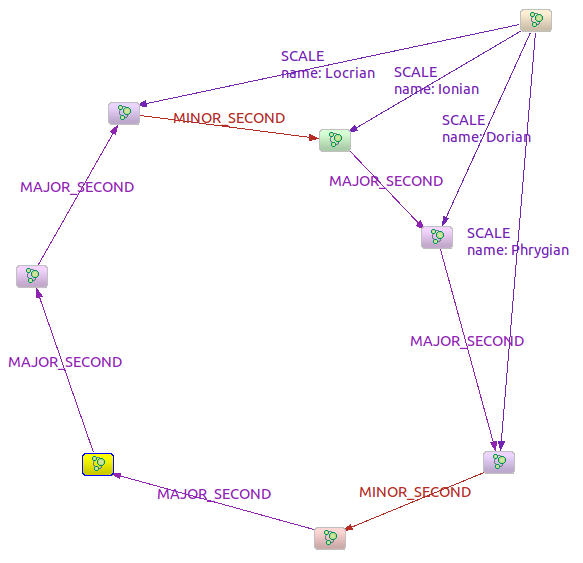 SCALE
name: Locrian
SCALE
name: Ionian
MINOR_SECOND
SCALE
name: Dorian
MAJOR_SECOND
MAJOR_SECOND
SCALE
name: Phrygian
MAJOR_SECOND
MAJOR_SECOND
MINOR_SECOND
MAJOR_SECOND